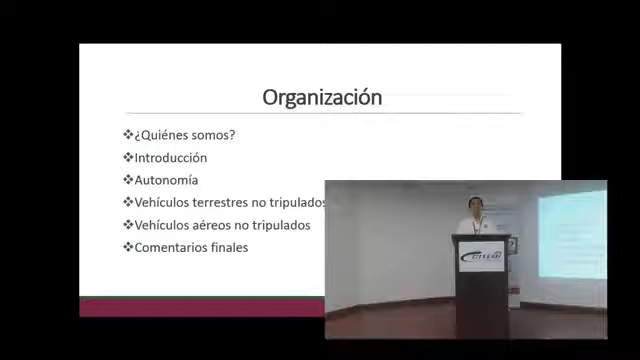 Organización
❖¿Quiénes somos?
❖Introducción
❖Autonomía
❖Vehículos terrestres no tripulados
❖Vehículos aéreos no tripulados
❖Comentarios finales